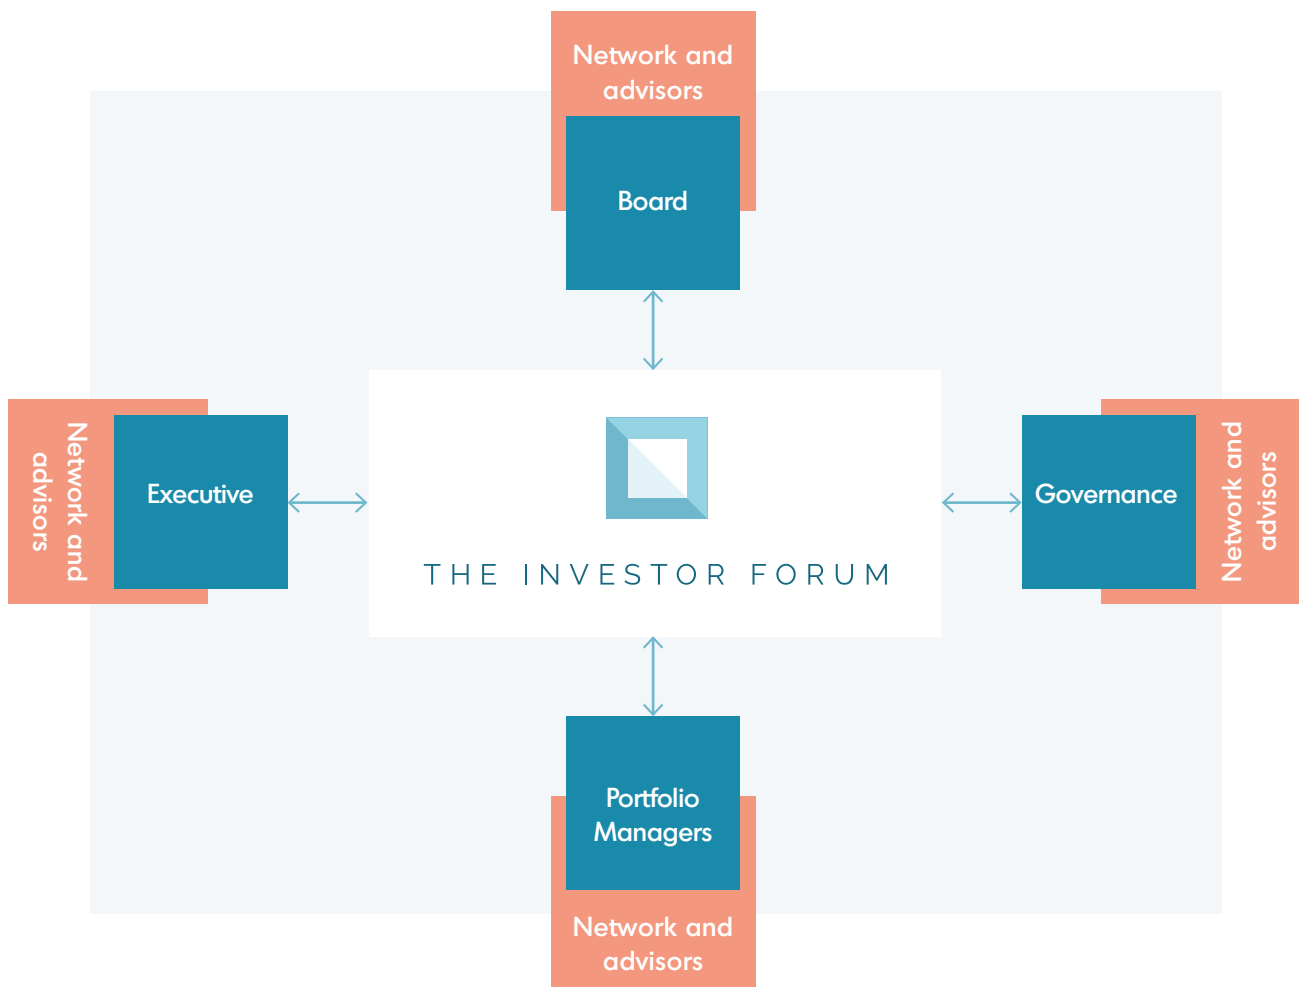 Network and
advisors
Board
Network and
advisors
Executive
THE INVESTOR FORUM
Governance
Network and
advisors
Portfolio
Managers
Network and
advisors